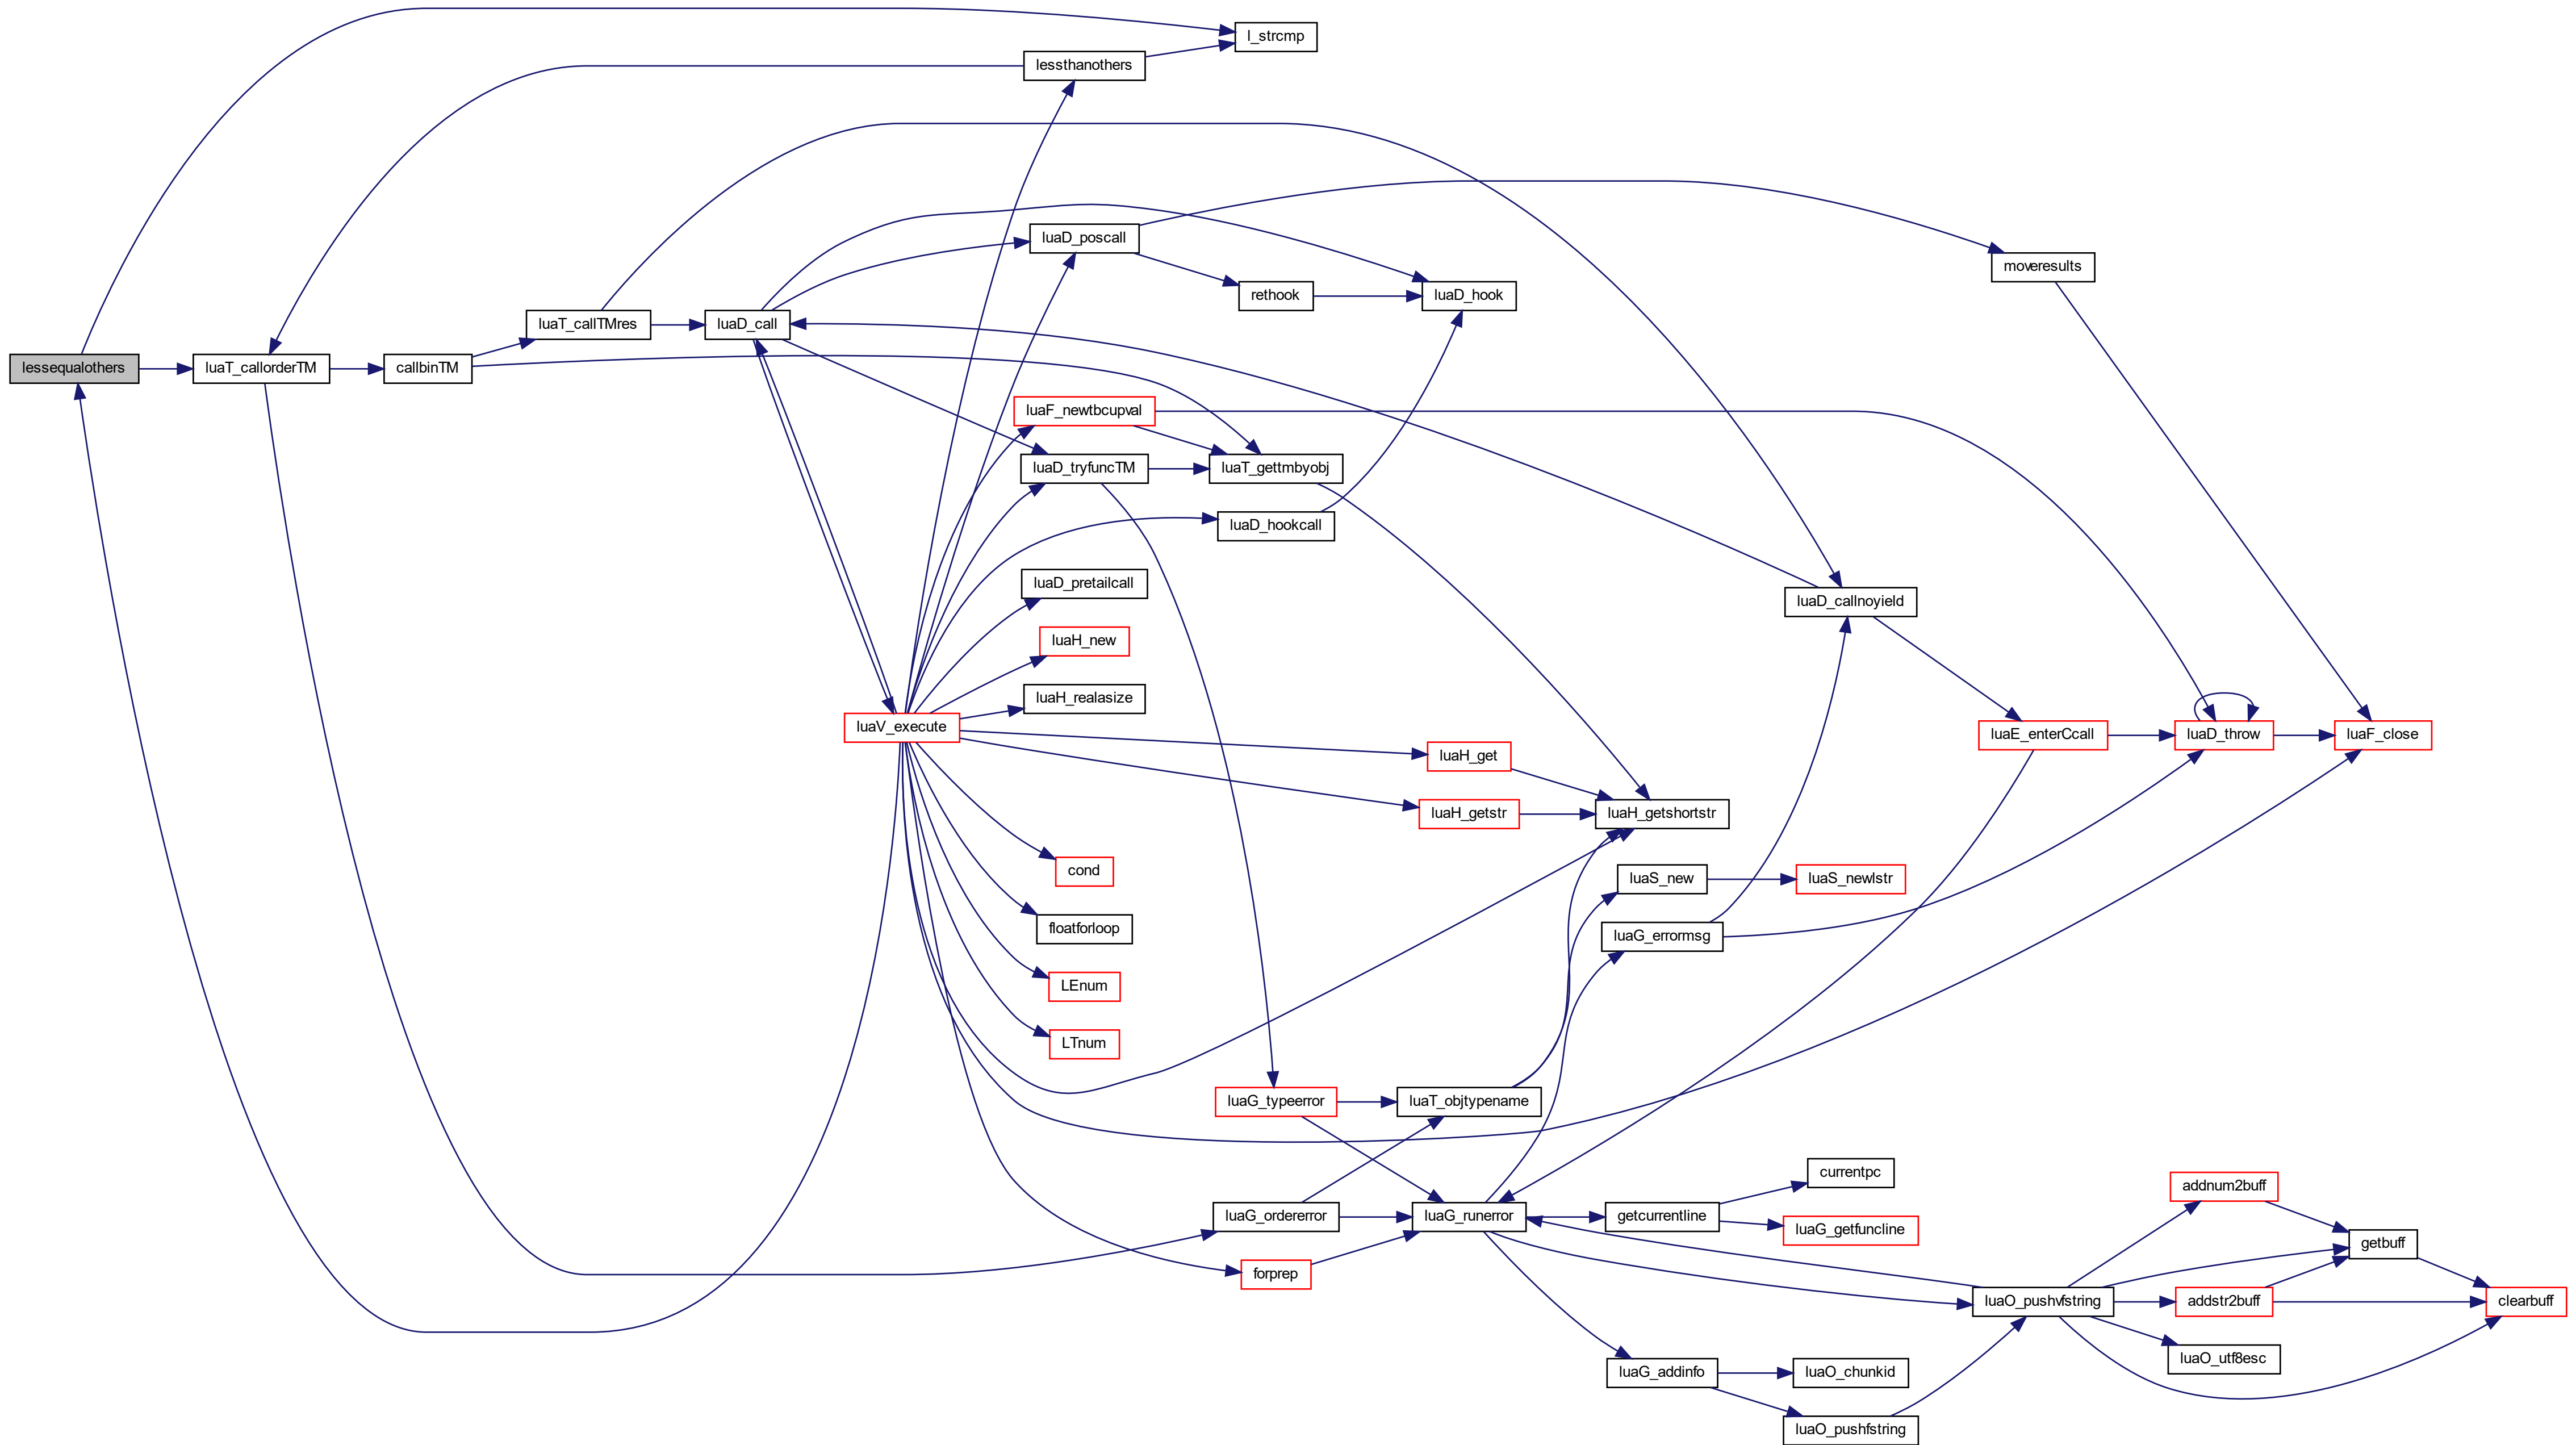 l_strcmp
lessthanothers
luaD_poscall
moveresults
rethook
luaD_hook
luaT_callTMres
luaD_call
lessequalothers
luaT_callorderTM
callbinTM
luaF_newtbcupval
luaD_tryfuncTM
luaT_gettmbyobj
luaD_hookcall
luaD_pretailcall
luaD_callnoyield
luaH_new
luaH_realasize
luaV_execute
luaE_enterCcall
luaD_throw
luaF_close
luaH_get
luaH_getstr
luaH_getshortstr
cond
luaS_new
luaS_newlstr
floatforloop
luaG_errormsg
LEnum
LTnum
luaG_typeerror
luaT_objtypename
currentpc
addnum2buff
luaG_ordererror
luaG_runerror
getcurrentline
luaG_getfuncline
getbuff
forprep
luaO_pushvfstring
addstr2buff
clearbuff
luaO_utf8esc
luaG_addinfo
luaO_chunkid
luaO_pushfstring